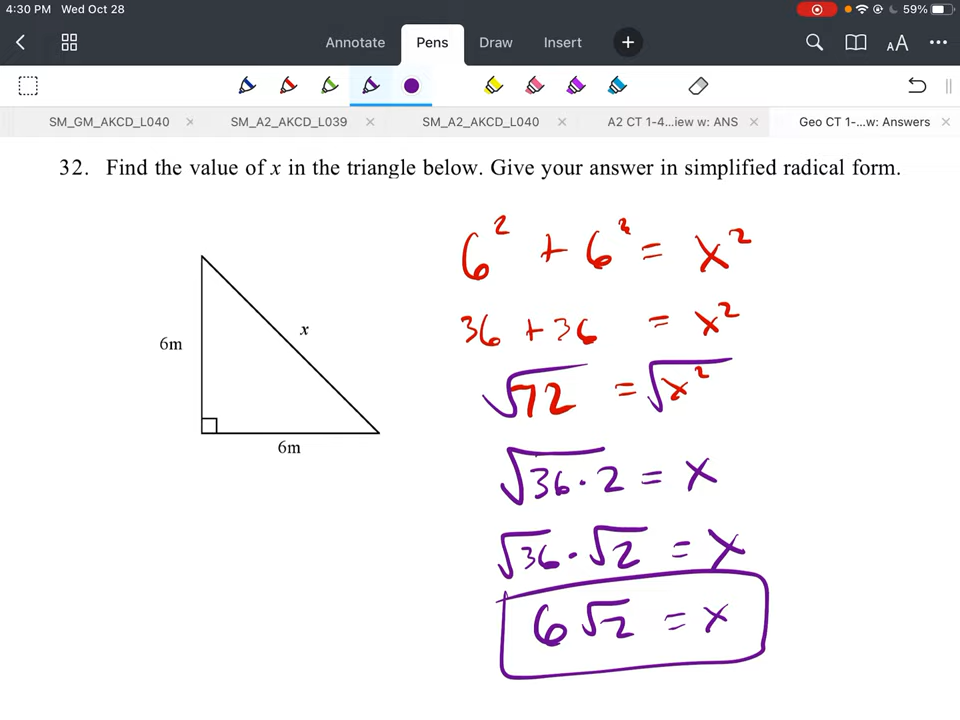 4:30 PM Wed Oct 28 59%
Annotate Pens Draw Insert + AA
SM_GM_AKCD_L040 × SM_A2_AKCD_L039 × SM_A2_AKCD_L040 × A2 CT 1-4...iew w: ANS × Geo CT 1-...w: Answers ×
32. Find the value of x in the triangle below. Give your answer in simplified radical form.
6² + 6² = x²
36 + 36 = x²
√72 = √x²
√36·2 = x
√36 · √2 = x
6√2 = x
x
6m
6m